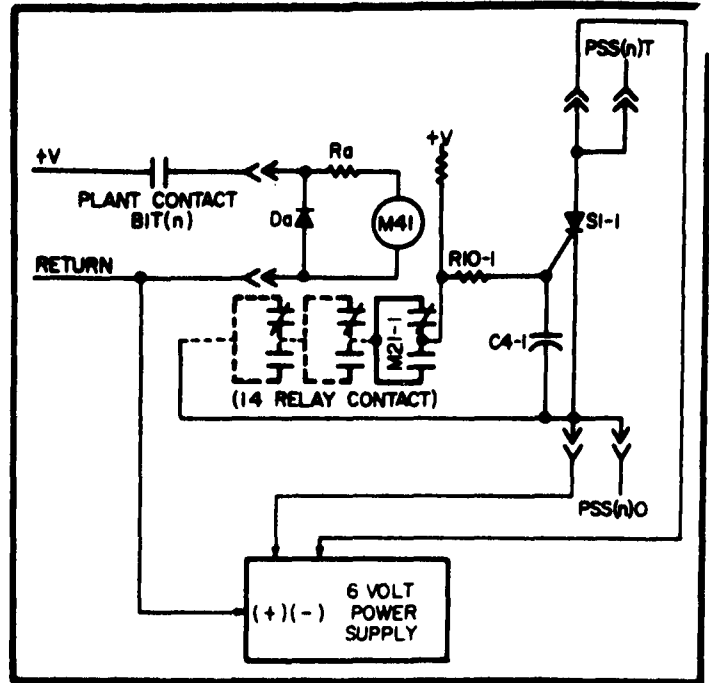 PSS(n)T
+V
+V
Ra
PLANT CONTACT
BIT(n)
Da
M41
S1-1
RETURN
R10-1
M21-1
C4-1
(14 RELAY CONTACT)
PSS(n)O
(+)(-)
6 VOLT
POWER
SUPPLY